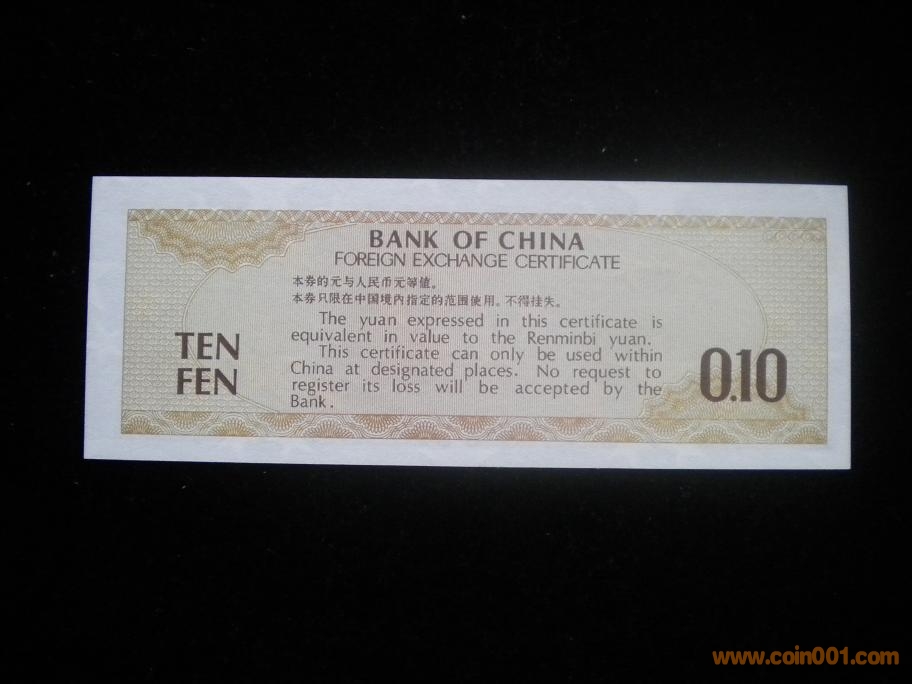 BANK OF CHINA
FOREIGN EXCHANGE CERTIFICATE
本券的元与人民币元等值。
本券只限在中国境内指定的范围使用。不得挂失。
The yuan expressed in this certificate is
equivalent in value to the Renminbi yuan.
This certificate can only be used within
China at designated places. No request to
register its loss will be accepted by the
Bank.
TEN
FEN
0.10
www.coin001.com